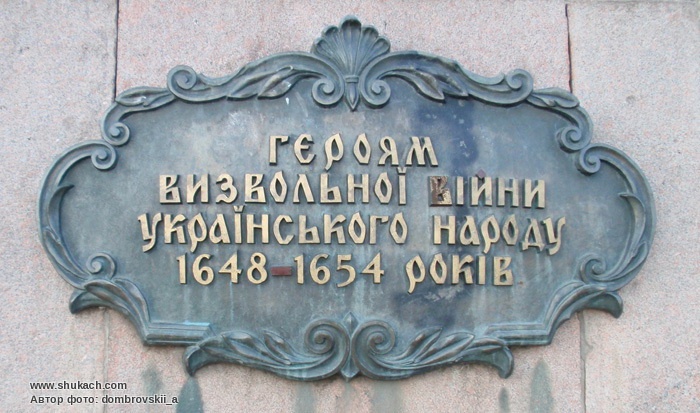 Героям
визвольної війни
українського народу
1648-1654 років
www.shukach.com
Автор фото: dombrovskii_a